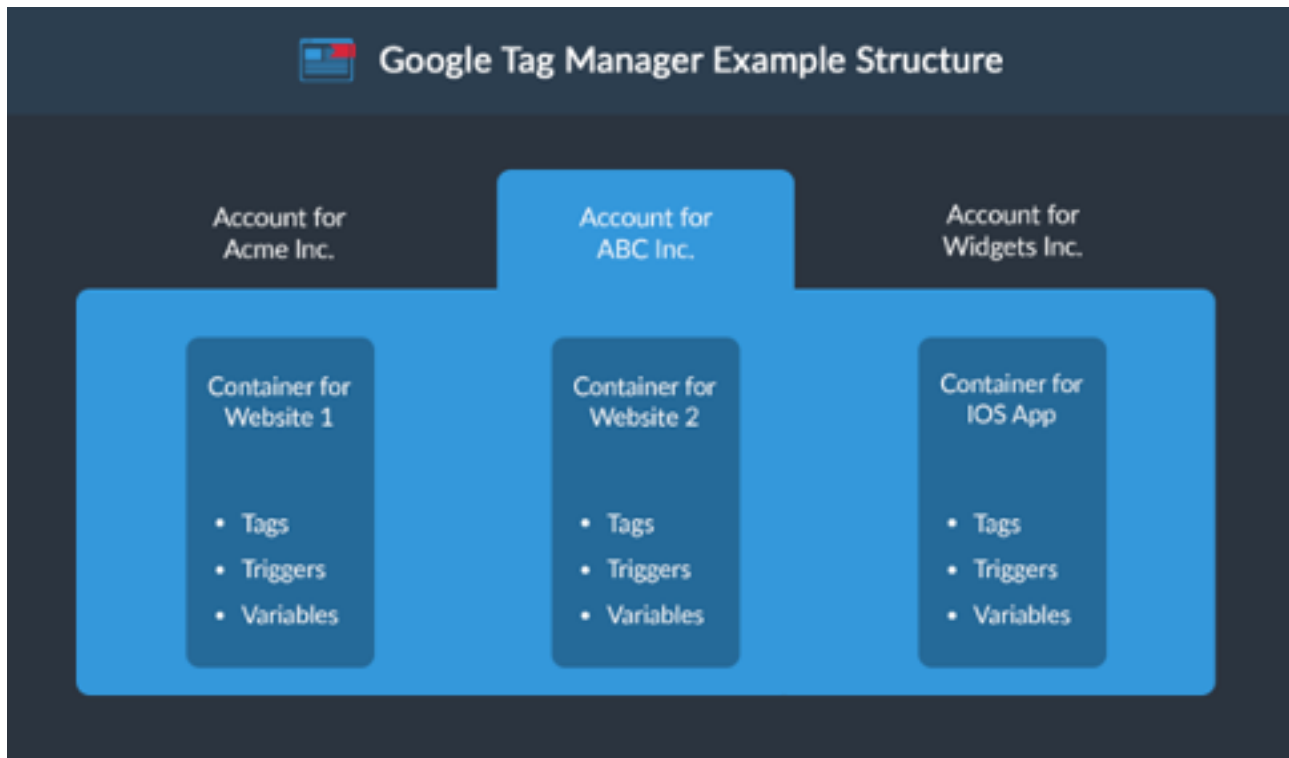 Google Tag Manager Example Structure
Account for
Acme Inc.
Account for
ABC Inc.
Account for
Widgets Inc.
Container for
Website 1
• Tags
• Triggers
• Variables
Container for
Website 2
• Tags
• Triggers
• Variables
Container for
IOS App
• Tags
• Triggers
• Variables